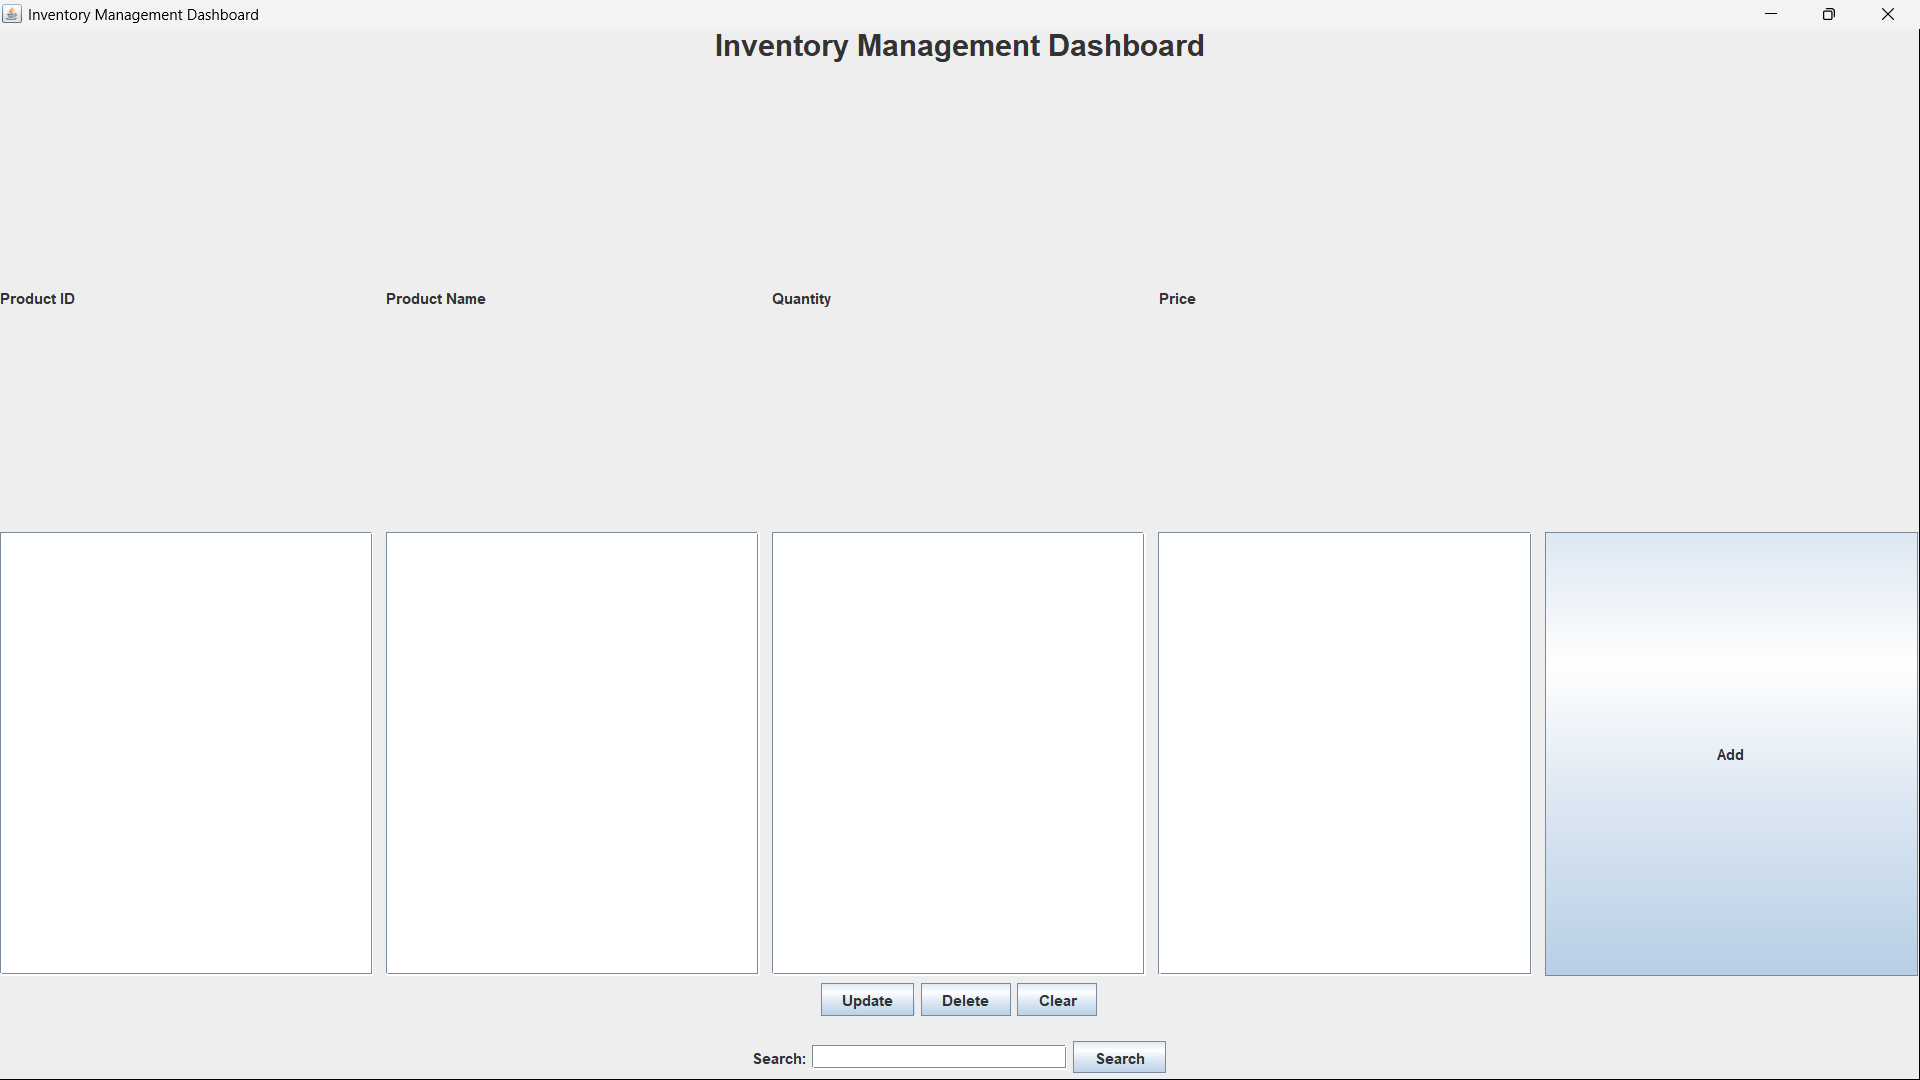 Inventory Management Dashboard
Inventory Management Dashboard
Product ID Product Name Quantity Price
Add
Update Delete Clear
Search: Search